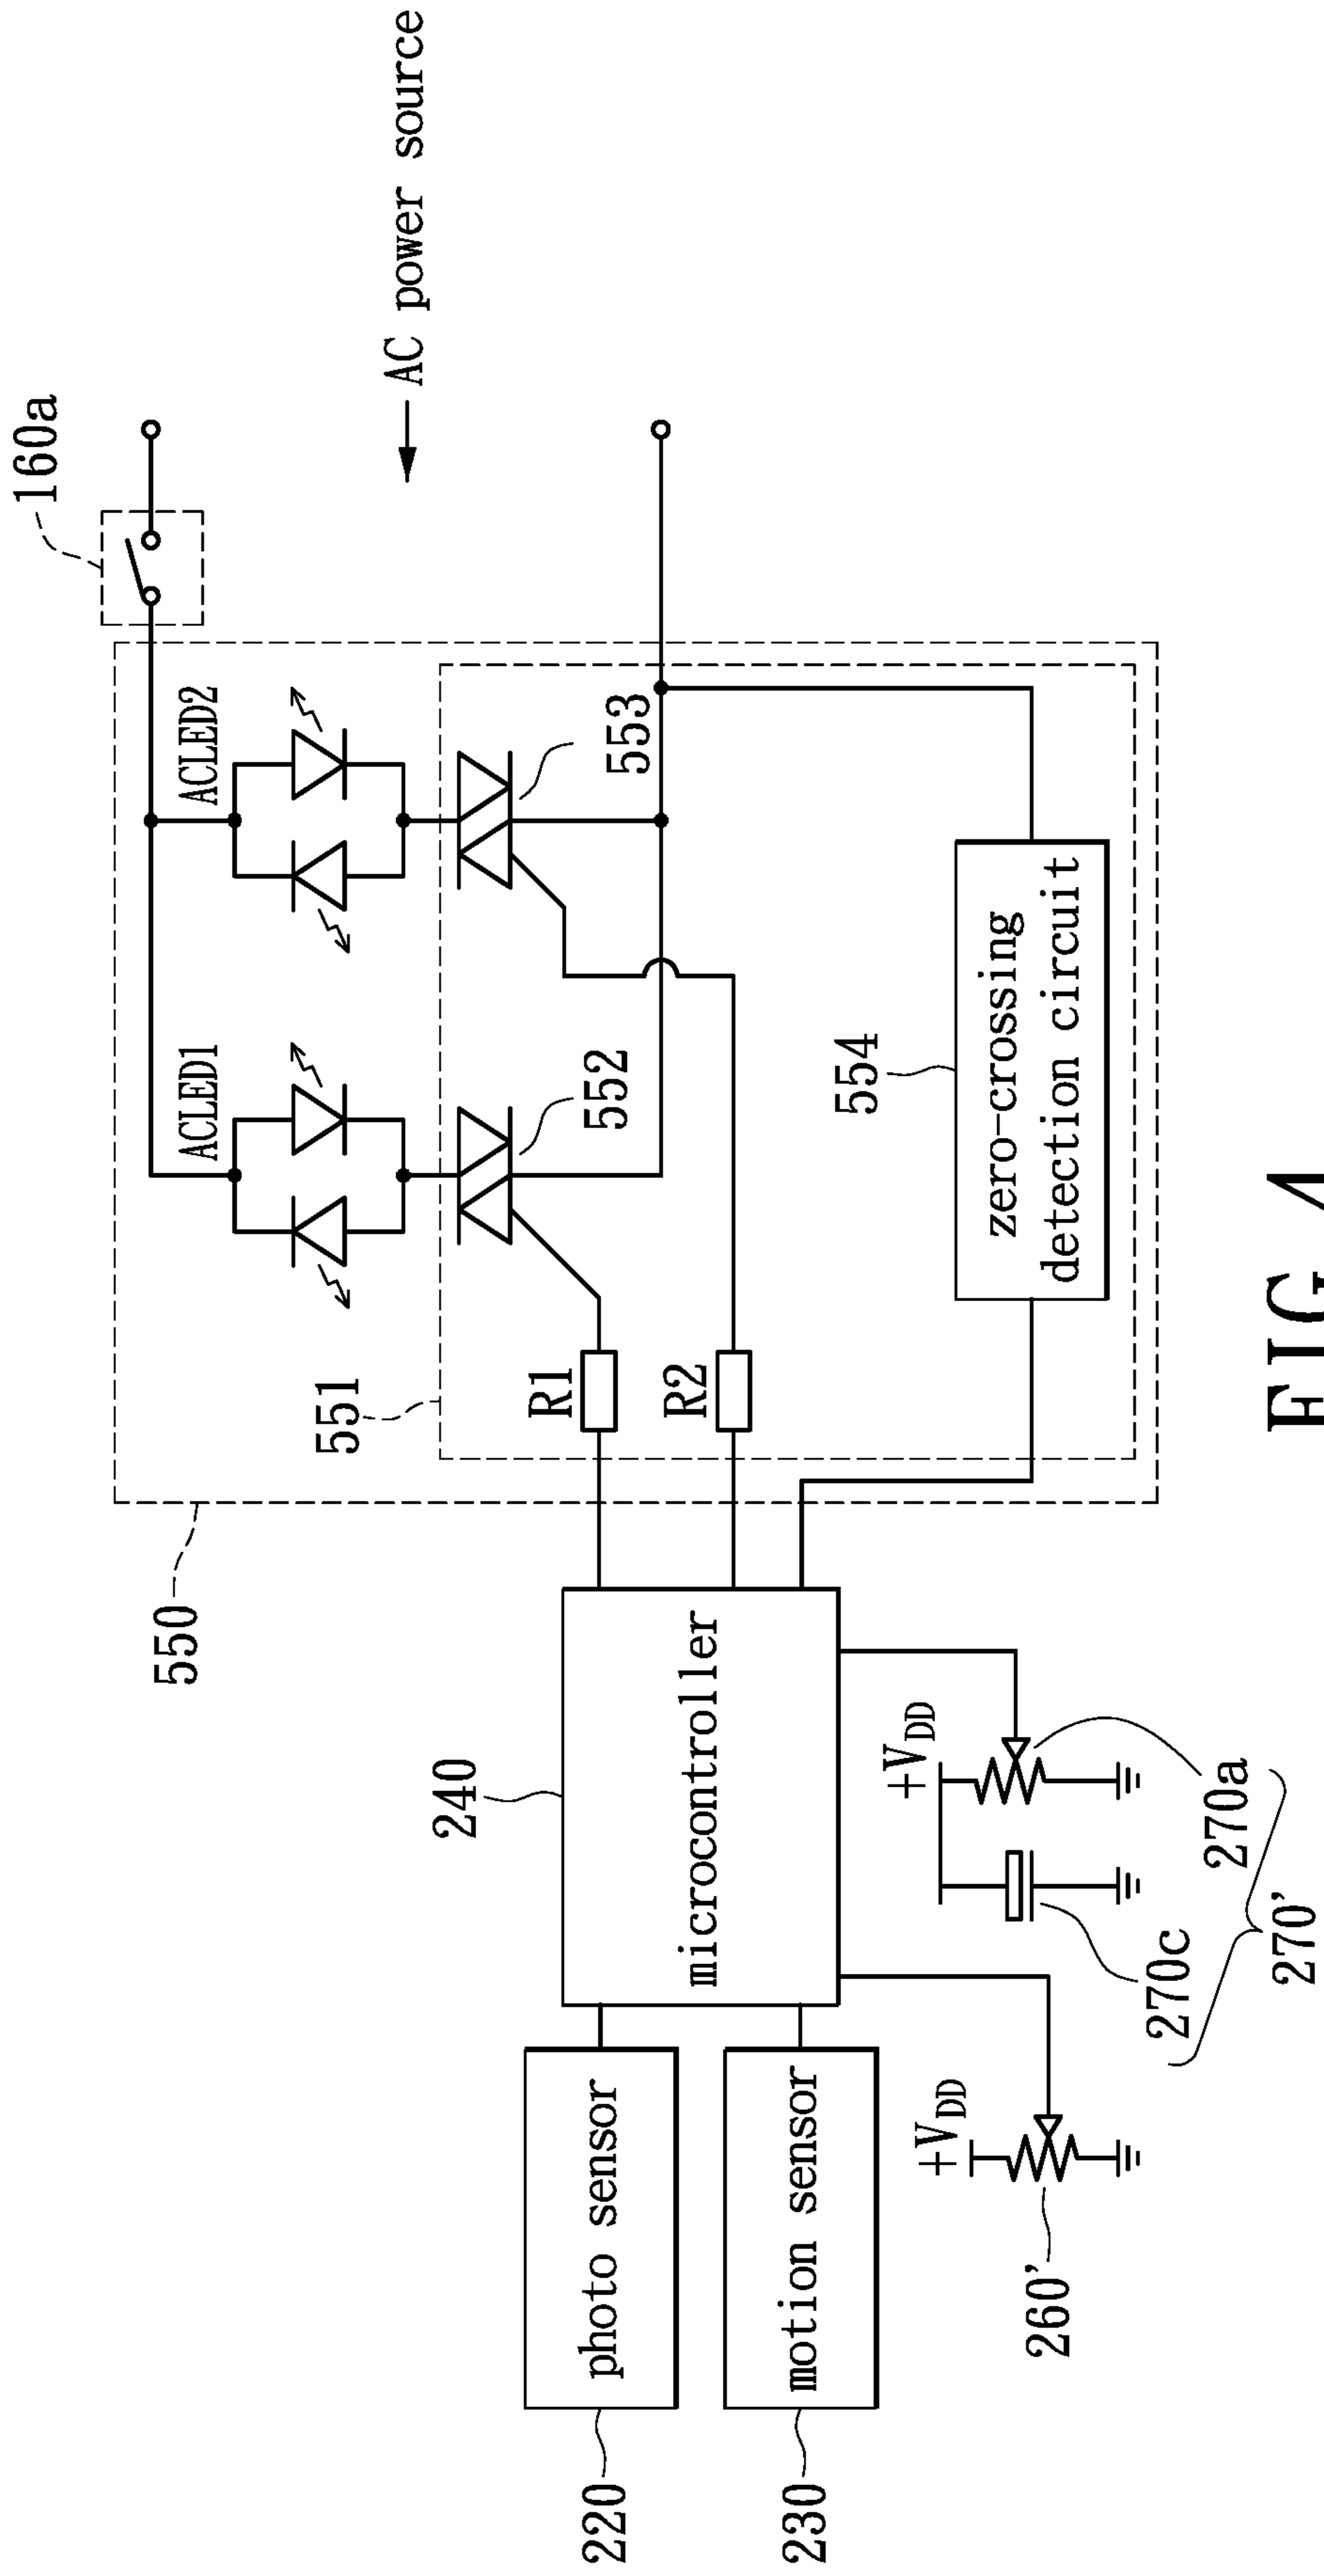 160a
AC power source
550
ACLED1
ACLED2
551
552
553
R1
R2
554
zero-crossing
detection circuit
240
microcontroller
220
photo sensor
230
motion sensor
+VDD
260'
+VDD
270c
270a
270'
FIG. 4